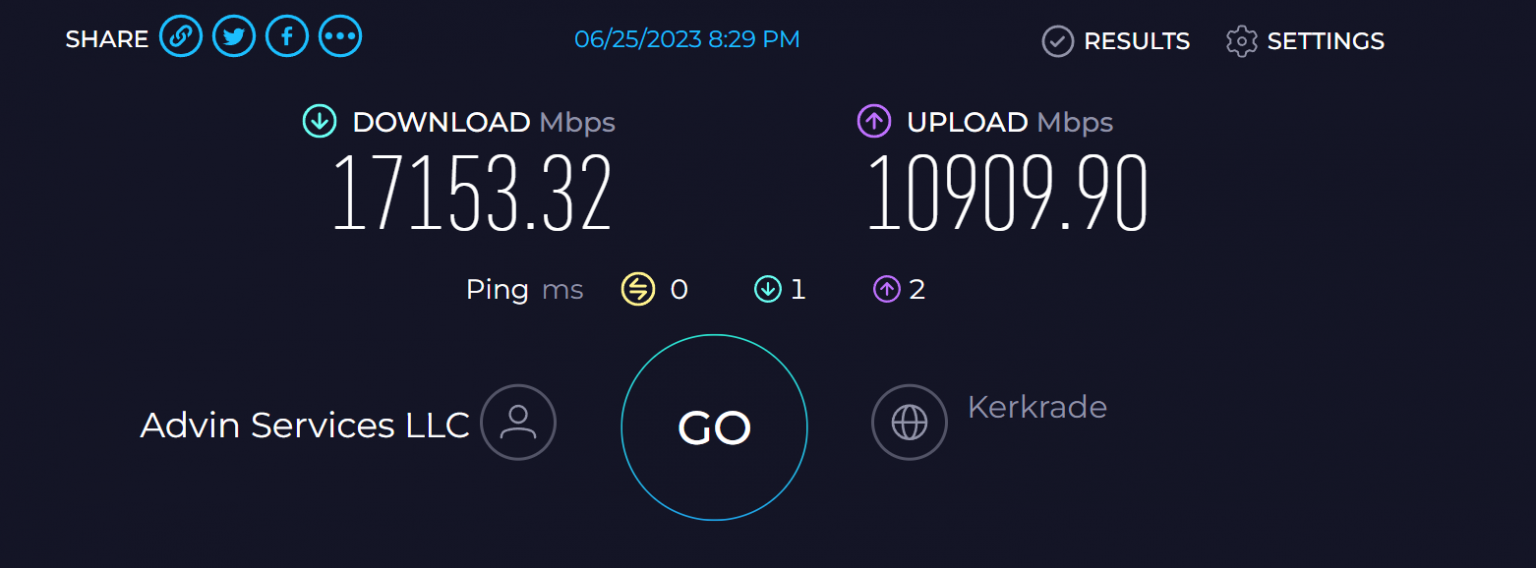 SHARE 06/25/2023 8:29 PM RESULTS SETTINGS
DOWNLOAD Mbps UPLOAD Mbps
17153.32 10909.90
Ping ms 0 1 2
Advin Services LLC GO Kerkrade